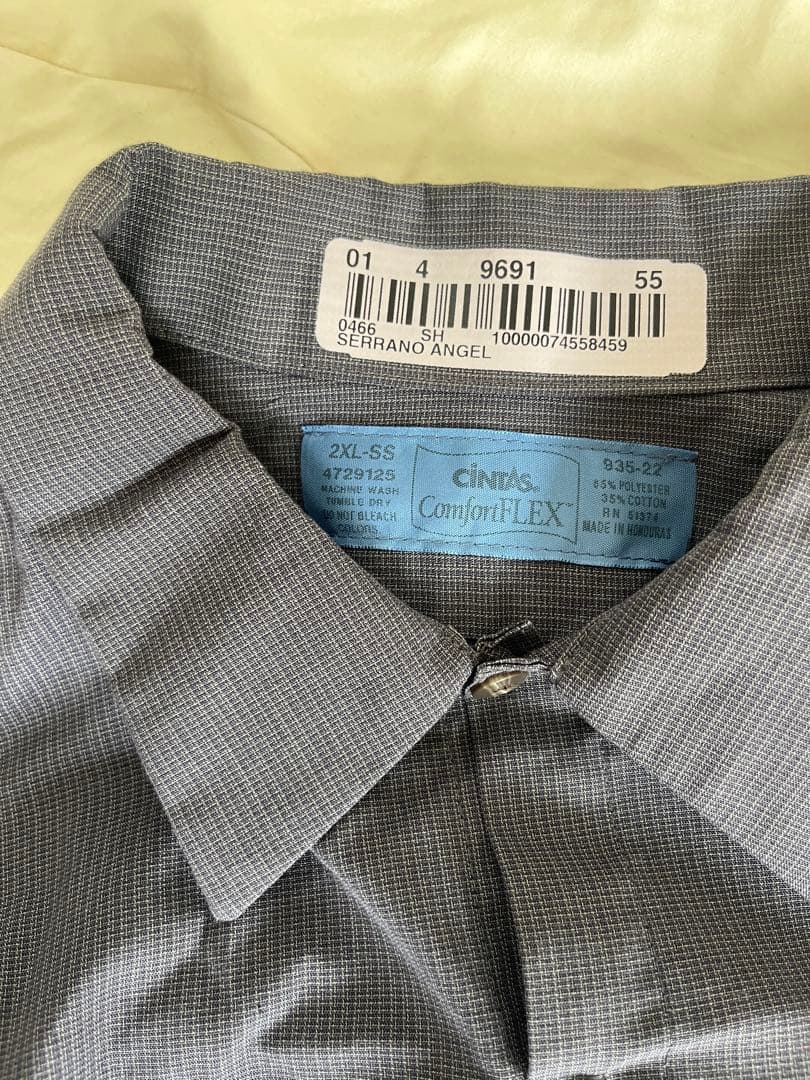 01 4 9691 55
0466 SH 10000074558459
SERRANO ANGEL
2XL-SS
4729125
MACHINE WASH
TUMBLE DRY
DO NOT BLEACH
COLORS
CINTAS®
ComfortFLEX™
935-22
65% POLYESTER
35% COTTON
RN 51374
MADE IN HONDURAS